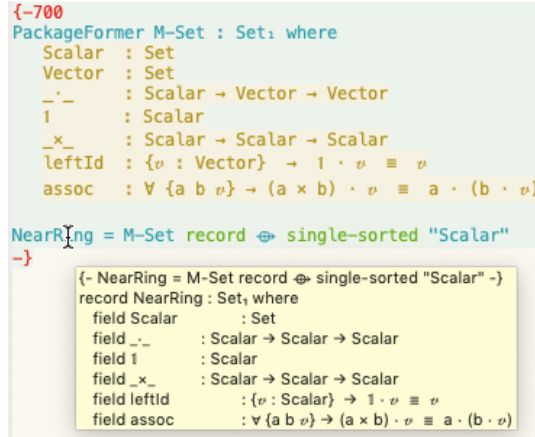 {-700
PackageFormer M-Set : Set₁ where
Scalar : Set
Vector : Set
_·_ : Scalar → Vector → Vector
1 : Scalar
_×_ : Scalar → Scalar → Scalar
leftId : {𝓋 : Vector} → 1 · 𝓋 ≡ 𝓋
assoc : ∀ {a b 𝓋} → (a × b) · 𝓋 ≡ a · (b · 𝓋)
NearRing = M-Set record ⟴ single-sorted "Scalar"
-}
{- NearRing = M-Set record ⟴ single-sorted "Scalar" -}
record NearRing : Set₁ where
field Scalar : Set
field _·_ : Scalar → Scalar → Scalar
field 1 : Scalar
field _×_ : Scalar → Scalar → Scalar
field leftId : {𝓋 : Scalar} → 1 · 𝓋 ≡ 𝓋
field assoc : ∀ {a b 𝓋} → (a × b) · 𝓋 ≡ a · (b · 𝓋)